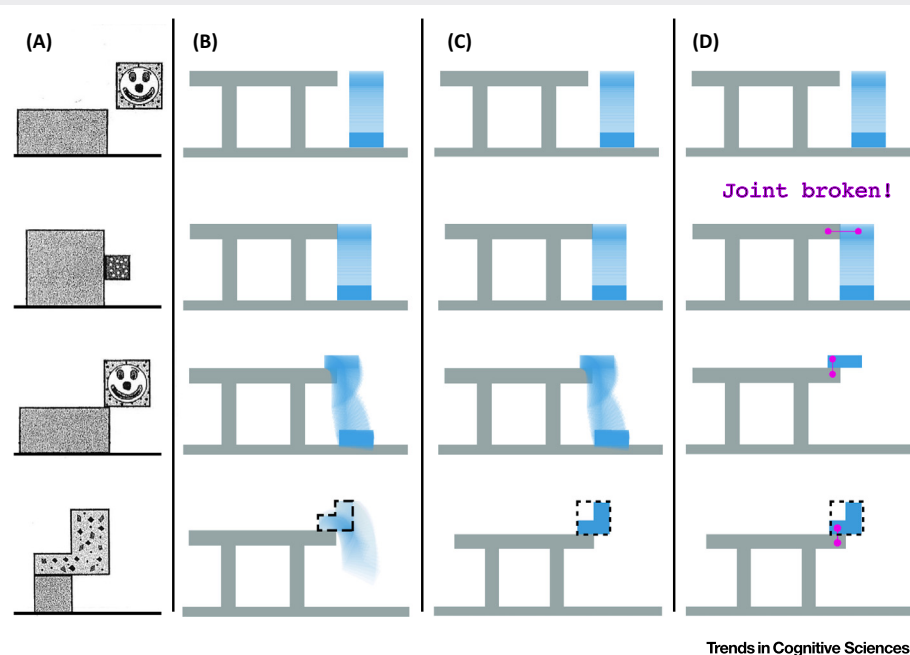 (A)
(B)
(C)
(D)
Joint broken!
Trends in Cognitive Sciences